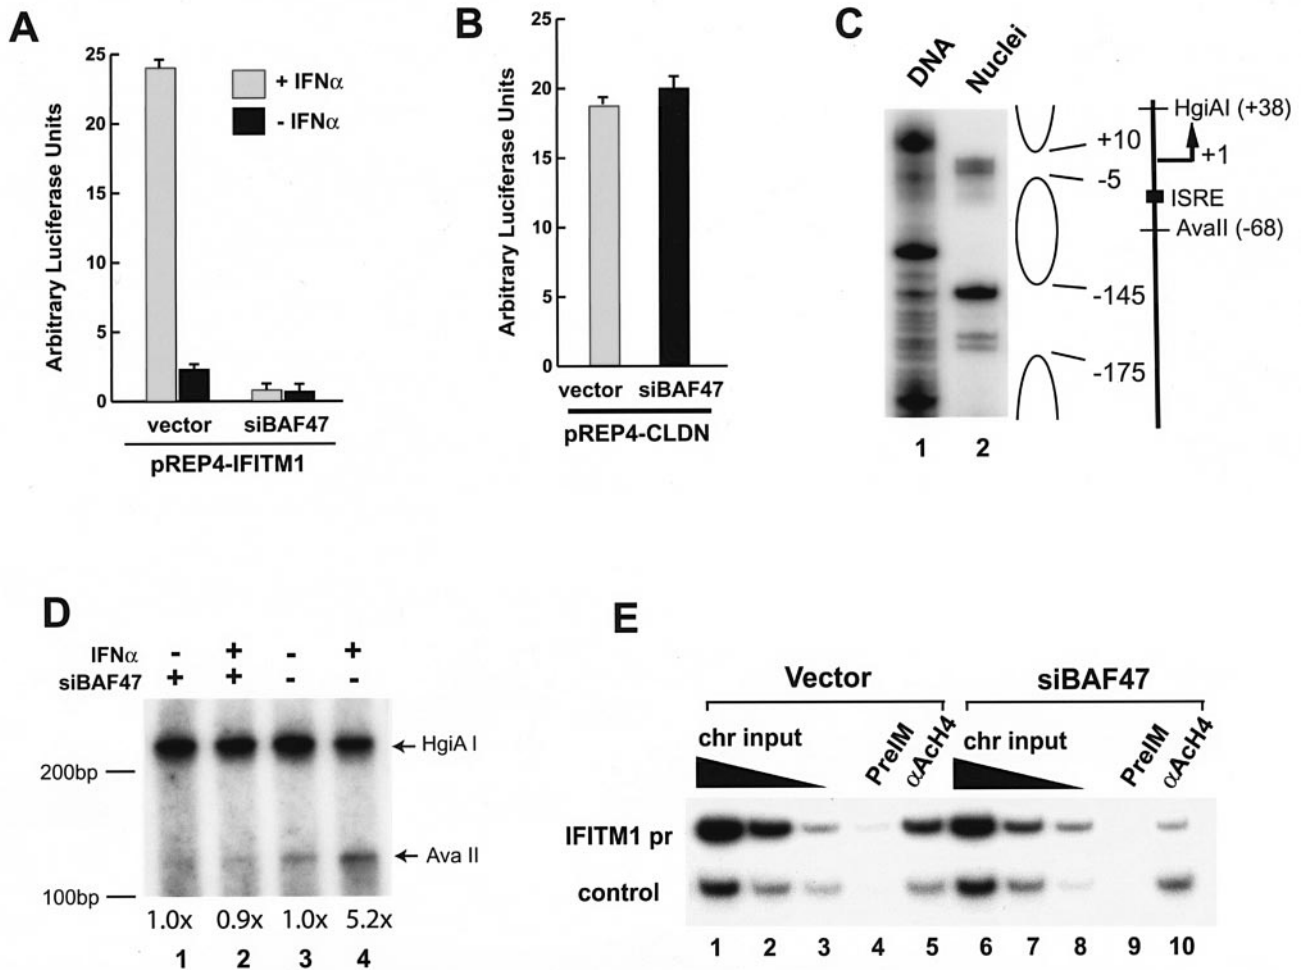 A
Arbitrary Luciferase Units
25
20
15
10
5
0
+ IFNα
- IFNα
vector siBAF47
pREP4-IFITM1
B
Arbitrary Luciferase Units
25
20
15
10
5
0
vector siBAF47
pREP4-CLDN
C
DNA Nuclei
+10
-5
-145
-175
HgiAI (+38)
+1
ISRE
AvaII (-68)
1 2
D
IFNα - + - +
siBAF47 + + - -
HgiA I
200bp
Ava II
100bp
1.0x 0.9x 1.0x 5.2x
1 2 3 4
E
Vector siBAF47
chr input PreIM αAcH4 chr input PreIM αAcH4
IFITM1 pr
control
1 2 3 4 5 6 7 8 9 10